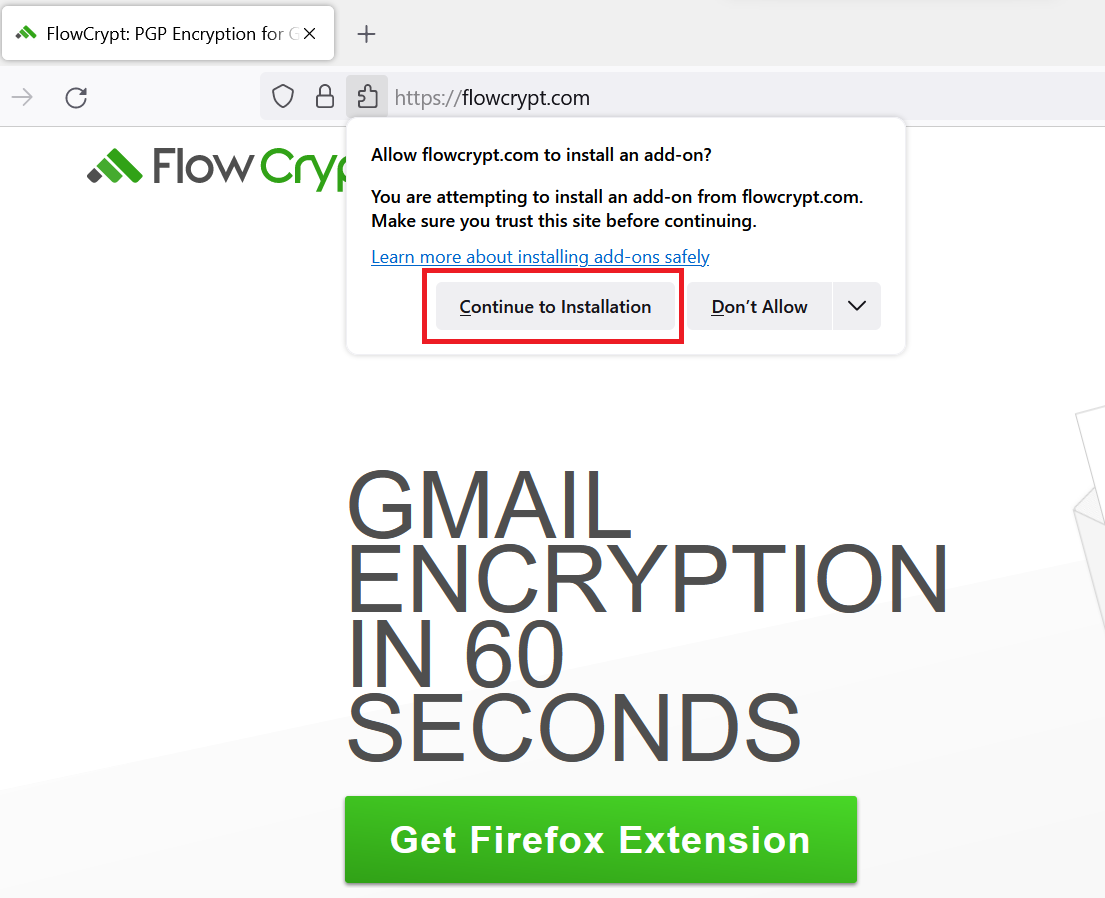 FlowCrypt: PGP Encryption for G
https://flowcrypt.com
FlowCryp
Allow flowcrypt.com to install an add-on?
You are attempting to install an add-on from flowcrypt.com.
Make sure you trust this site before continuing.
Learn more about installing add-ons safely
Continue to Installation
Don’t Allow
GMAIL
ENCRYPTION
IN 60
SECONDS
Get Firefox Extension